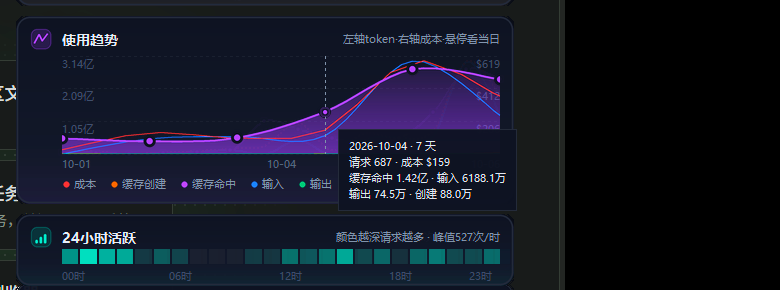 使用趋势
左轴token·右轴成本·悬停看当日
3.14亿
$619
2.09亿
$412
1.05亿
$206
10-01
10-04
2026-10-04 · 7 天
请求 687 · 成本 $159
缓存命中 1.42亿 · 输入 6188.1万
输出 74.5万 · 创建 88.0万
成本
缓存创建
缓存命中
输入
输出
24小时活跃
颜色越深请求越多 · 峰值527次/时
00时
06时
12时
18时
23时